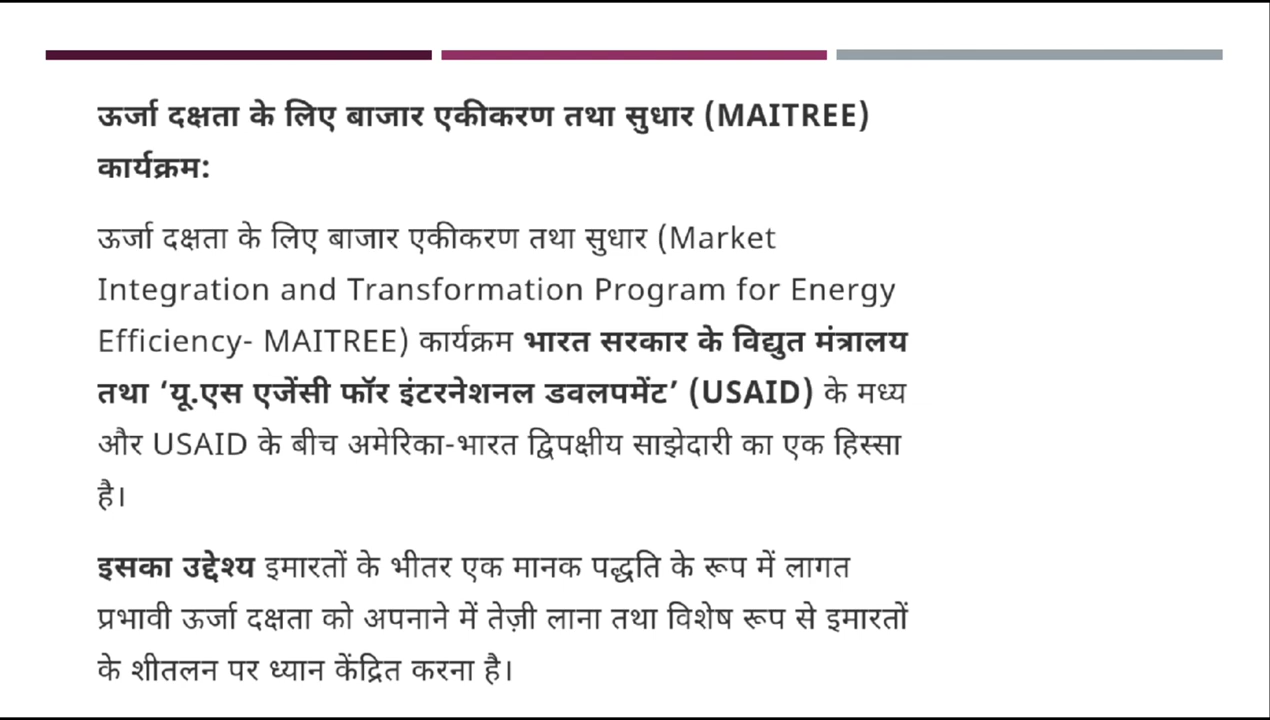 ऊर्जा दक्षता के लिए बाजार एकीकरण तथा सुधार (MAITREE)
कार्यक्रम:
ऊर्जा दक्षता के लिए बाजार एकीकरण तथा सुधार (Market
Integration and Transformation Program for Energy
Efficiency- MAITREE) कार्यक्रम भारत सरकार के विद्युत मंत्रालय
तथा ‘यू.एस एजेंसी फॉर इंटरनेशनल डवलपमेंट’ (USAID) के मध्य
और USAID के बीच अमेरिका-भारत द्विपक्षीय साझेदारी का एक हिस्सा
है।
इसका उद्देश्य इमारतों के भीतर एक मानक पद्धति के रूप में लागत
प्रभावी ऊर्जा दक्षता को अपनाने में तेज़ी लाना तथा विशेष रूप से इमारतों
के शीतलन पर ध्यान केंद्रित करना है।